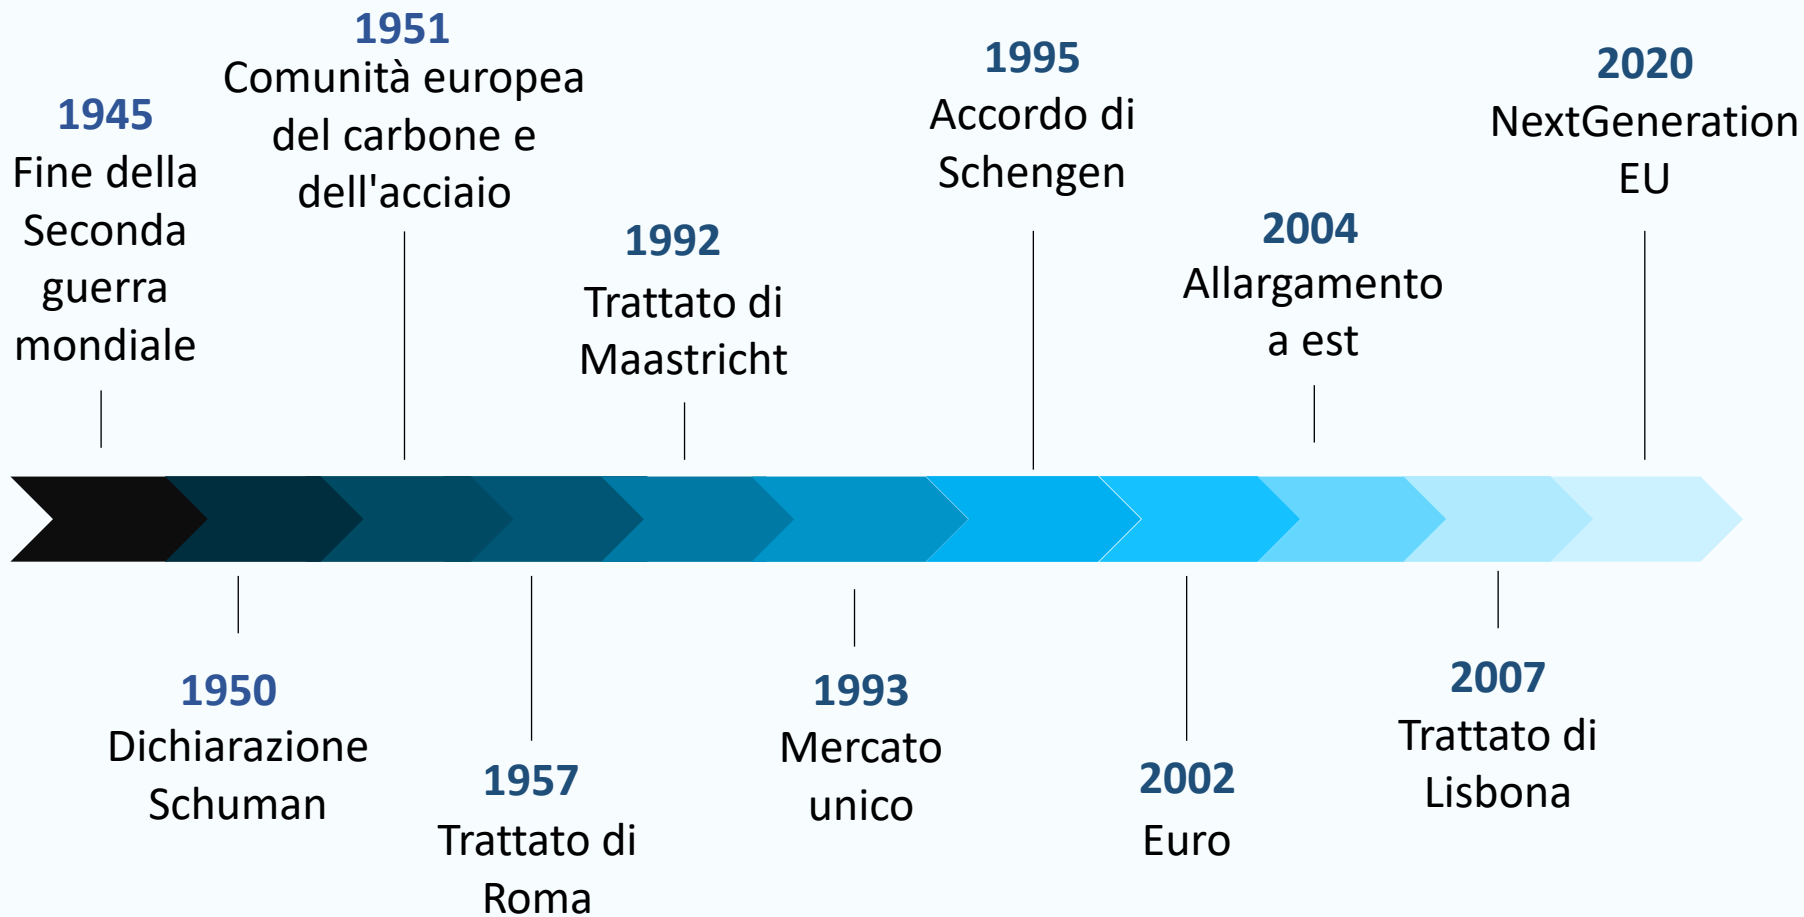 1945
Fine della
Seconda
guerra
mondiale
1950
Dichiarazione
Schuman
1951
Comunità europea
del carbone e
dell'acciaio
1957
Trattato di
Roma
1992
Trattato di
Maastricht
1993
Mercato
unico
1995
Accordo di
Schengen
2002
Euro
2004
Allargamento
a est
2007
Trattato di
Lisbona
2020
NextGeneration
EU